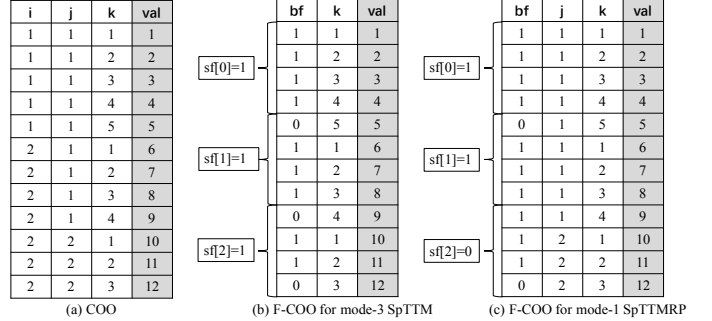 i j k val
1 1 1 1
1 1 2 2
1 1 3 3
1 1 4 4
1 1 5 5
2 1 1 6
2 1 2 7
2 1 3 8
2 1 4 9
2 2 1 10
2 2 2 11
2 2 3 12
(a) COO
bf k val
1 1 1
1 2 2
1 3 3
1 4 4
0 5 5
1 1 6
1 2 7
1 3 8
0 4 9
1 1 10
1 2 11
0 3 12
sf[0]=1
sf[1]=1
sf[2]=1
(b) F-COO for mode-3 SpTTM
bf j k val
1 1 1 1
1 1 2 2
1 1 3 3
1 1 4 4
0 1 5 5
1 1 1 6
1 1 2 7
1 1 3 8
1 1 4 9
1 2 1 10
1 2 2 11
0 2 3 12
sf[0]=1
sf[1]=1
sf[2]=0
(c) F-COO for mode-1 SpTTMRP